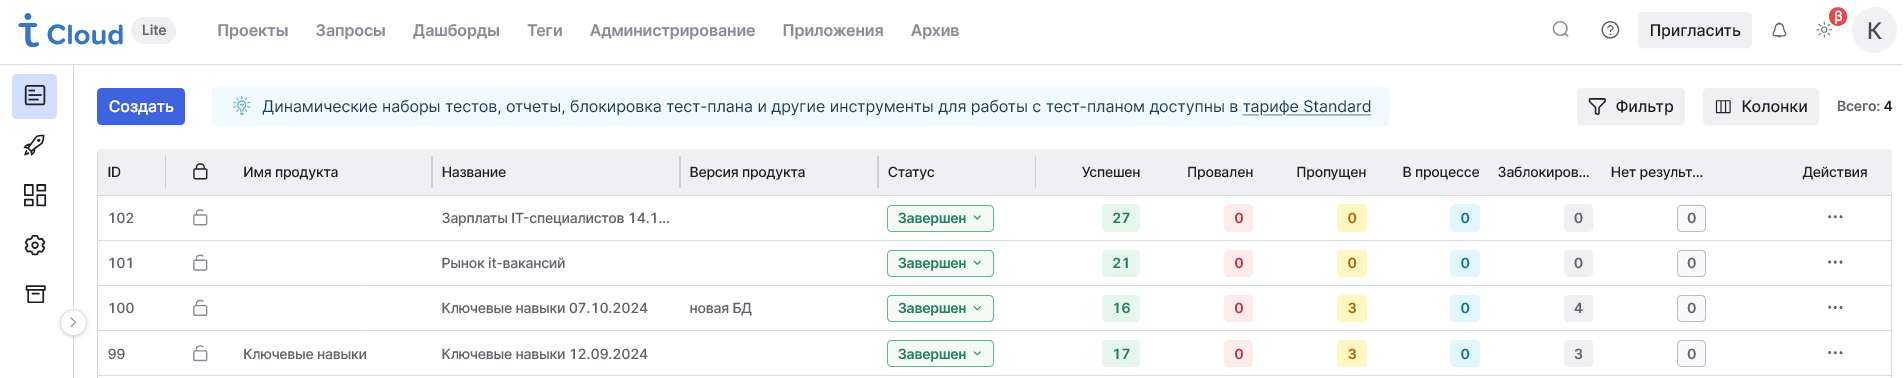 Cloud Lite Проекты Запросы Дашборды Теги Администрирование Приложения Архив Пригласить β К
Создать Динамические наборы тестов, отчеты, блокировка тест-плана и другие инструменты для работы с тест-планом доступны в тарифе Standard Фильтр Колонки Всего: 4
ID Имя продукта Название Версия продукта Статус Успешен Провален Пропущен В процессе Заблокиров... Нет результ... Действия
102 Зарплаты IT-специалистов 14.1... Завершен 27 0 0 0 0 0 ...
101 Рынок it-вакансий Завершен 21 0 0 0 0 0 ...
100 Ключевые навыки 07.10.2024 новая БД Завершен 16 0 3 0 4 0 ...
99 Ключевые навыки Ключевые навыки 12.09.2024 Завершен 17 0 3 0 3 0 ...